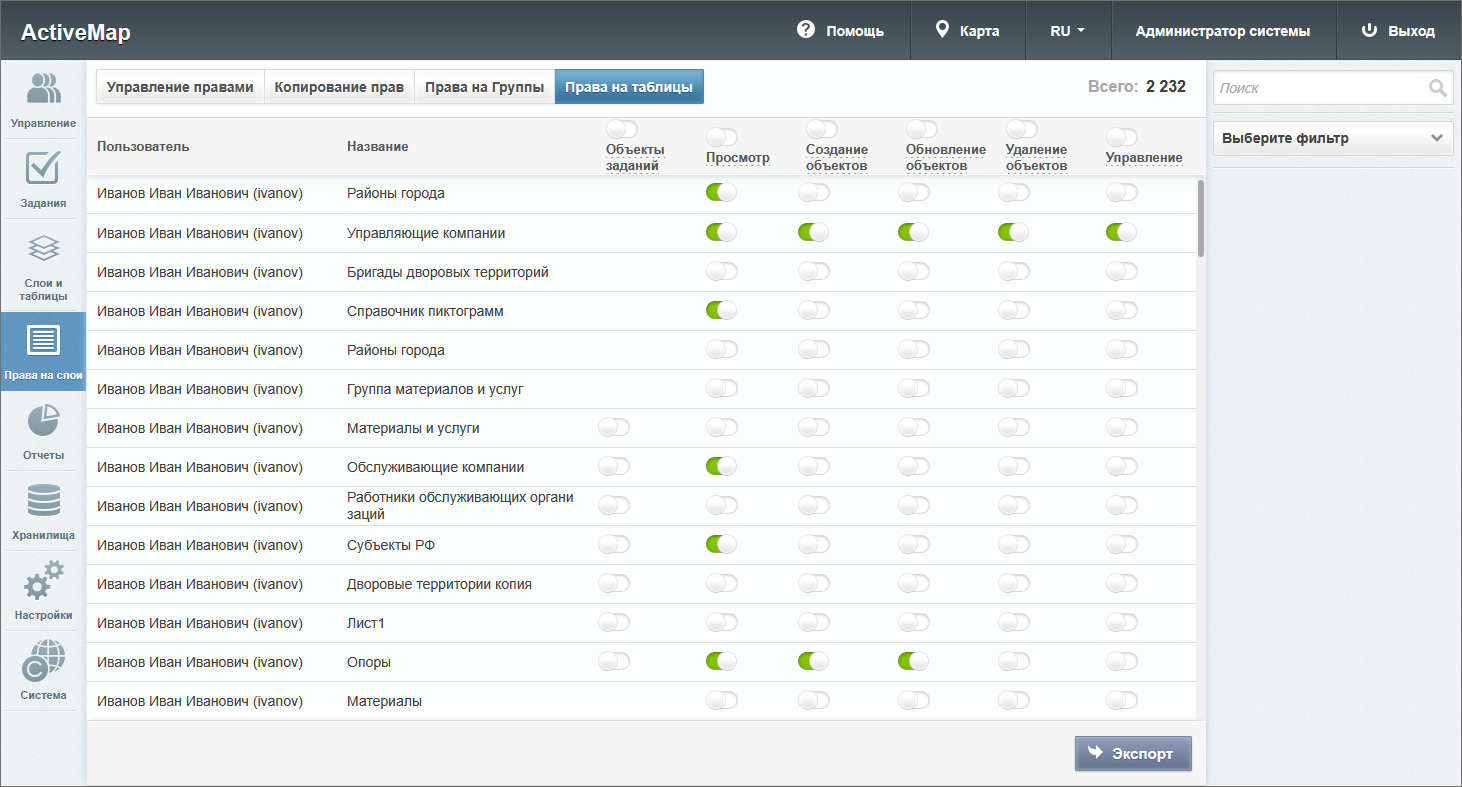 ActiveMap
Помощь
Карта
RU
Администратор системы
Выход
Управление
Задания
Слои и
таблицы
Права на слои
Отчеты
Хранилища
Настройки
Система
Управление правами
Копирование прав
Права на Группы
Права на таблицы
Всего: 2 232
Поиск
Выберите фильтр
Пользователь
Название
Объекты
заданий
Просмотр
Создание
объектов
Обновление
объектов
Удаление
объектов
Управление
Иванов Иван Иванович (ivanov) Районы города
Иванов Иван Иванович (ivanov) Управляющие компании
Иванов Иван Иванович (ivanov) Бригады дворовых территорий
Иванов Иван Иванович (ivanov) Справочник пиктограмм
Иванов Иван Иванович (ivanov) Районы города
Иванов Иван Иванович (ivanov) Группа материалов и услуг
Иванов Иван Иванович (ivanov) Материалы и услуги
Иванов Иван Иванович (ivanov) Обслуживающие компании
Иванов Иван Иванович (ivanov) Работники обслуживающих органи
заций
Иванов Иван Иванович (ivanov) Субъекты РФ
Иванов Иван Иванович (ivanov) Дворовые территории копия
Иванов Иван Иванович (ivanov) Лист1
Иванов Иван Иванович (ivanov) Опоры
Иванов Иван Иванович (ivanov) Материалы
Экспорт